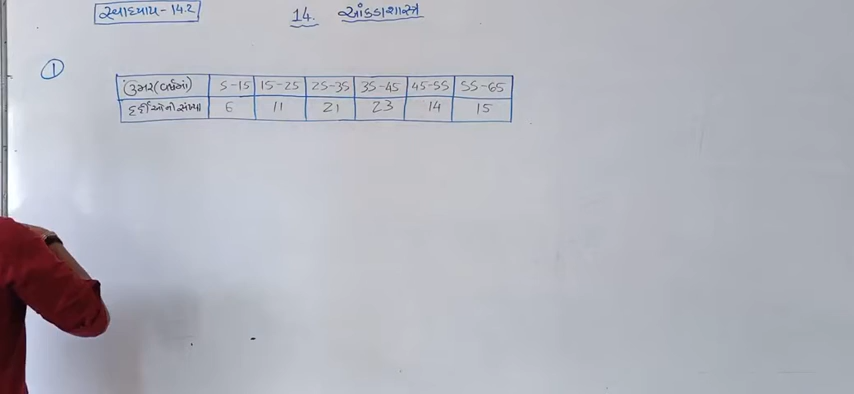 સ્વાધ્યાય-14.2
14. આંકડાશાસ્ત્ર
①
ઉંમર (વર્ષમાં) 5-15 15-25 25-35 35-45 45-55 55-65
દર્દીઓની સંખ્યા 6 11 21 23 14 15